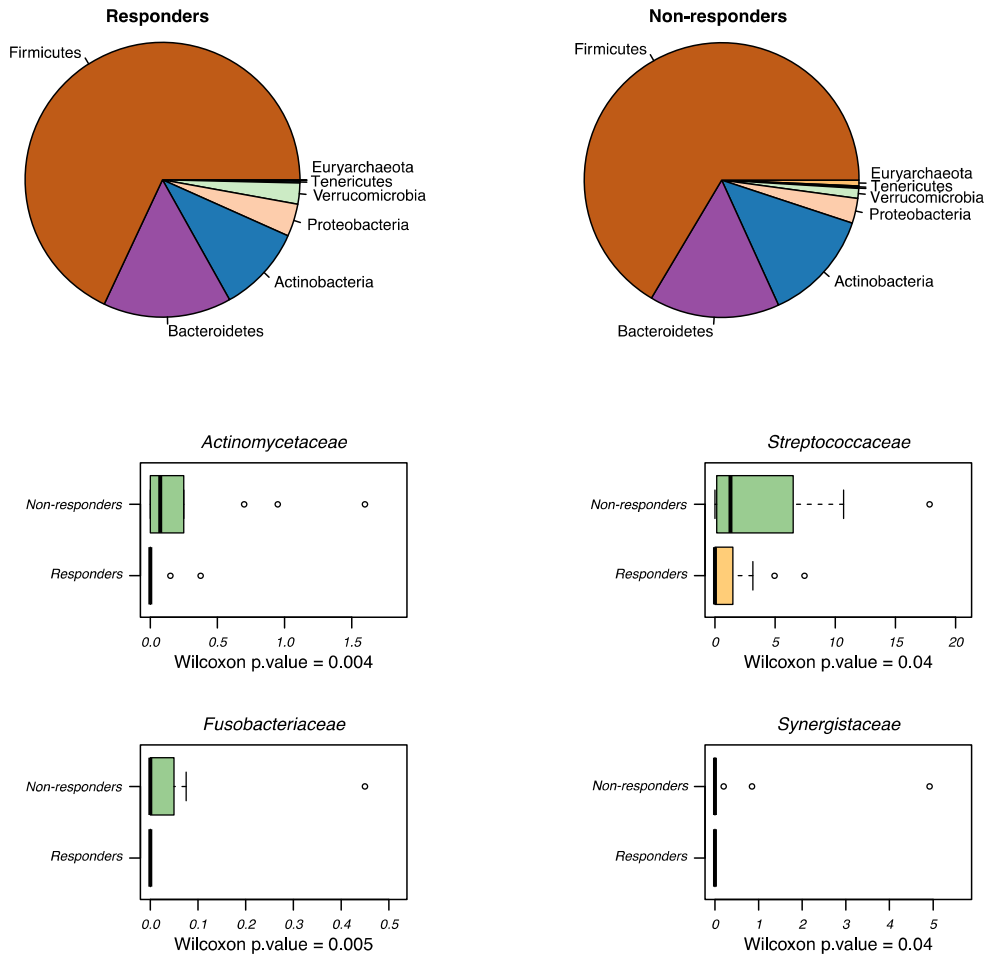 Responders
Firmicutes
Euryarchaeota
Tenericutes
Verrucomicrobia
Proteobacteria
Actinobacteria
Bacteroidetes
Non-responders
Firmicutes
Euryarchaeota
Tenericutes
Verrucomicrobia
Proteobacteria
Actinobacteria
Bacteroidetes
Actinomycetaceae
Non-responders
Responders
0.0 0.5 1.0 1.5
Wilcoxon p.value = 0.004
Streptococcaceae
Non-responders
Responders
0 5 10 15 20
Wilcoxon p.value = 0.04
Fusobacteriaceae
Non-responders
Responders
0.0 0.1 0.2 0.3 0.4 0.5
Wilcoxon p.value = 0.005
Synergistaceae
Non-responders
Responders
0 1 2 3 4 5
Wilcoxon p.value = 0.04